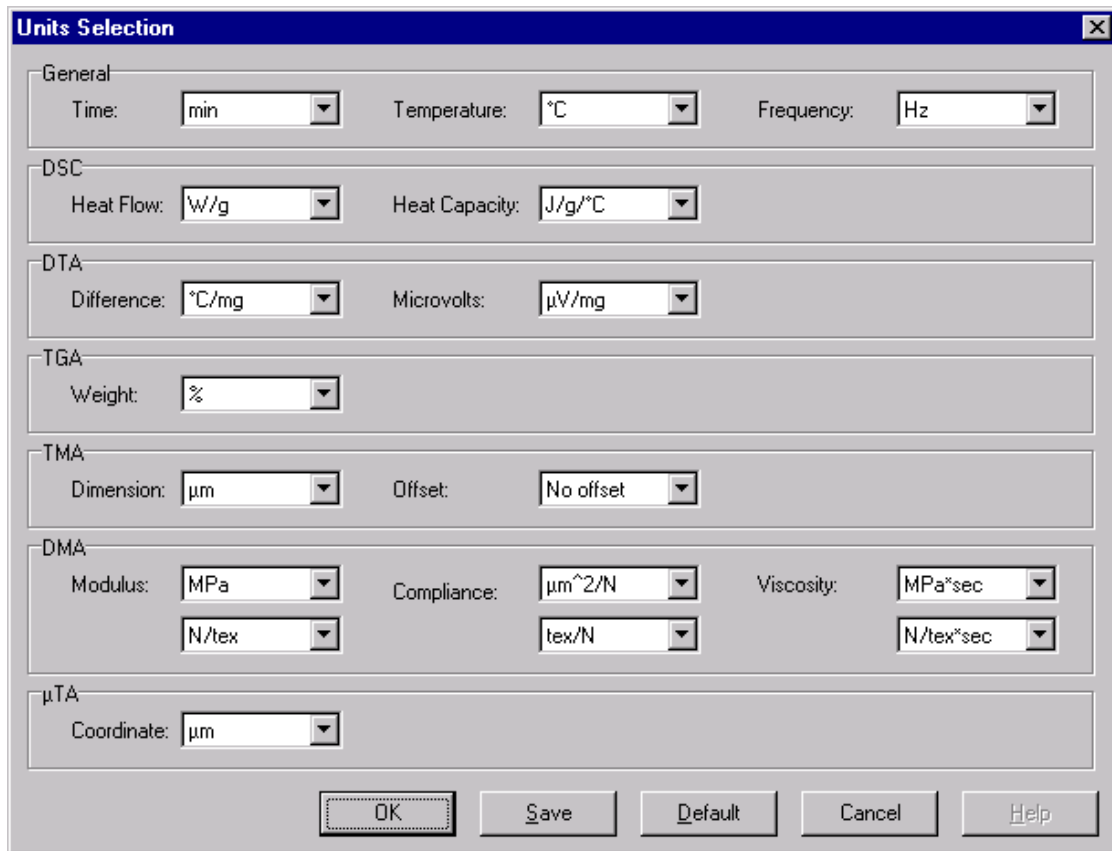 Units Selection
General
Time: min Temperature: °C Frequency: Hz
DSC
Heat Flow: W/g Heat Capacity: J/g/°C
DTA
Difference: °C/mg Microvolts: µV/mg
TGA
Weight: %
TMA
Dimension: µm Offset: No offset
DMA
Modulus: MPa Compliance: µm^2/N Viscosity: MPa*sec
N/tex tex/N N/tex*sec
µTA
Coordinate: µm
OK Save Default Cancel Help